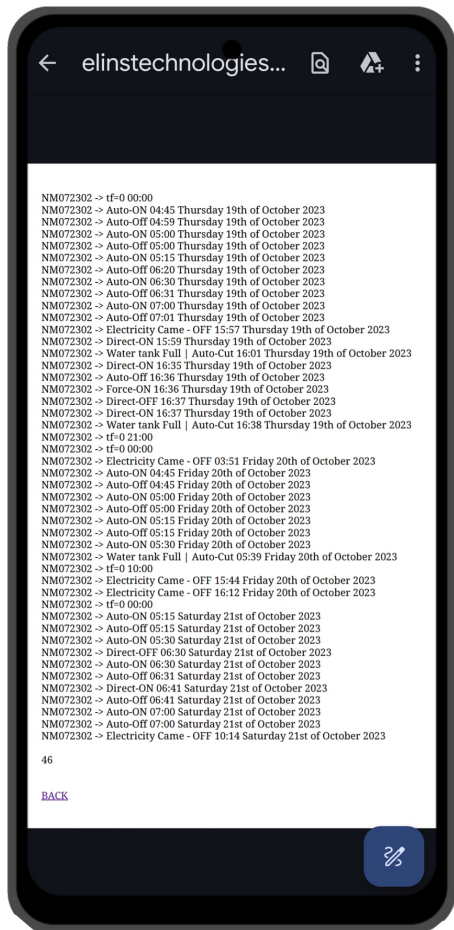 elinstechnologies...
NM072302 -> tf=0 00:00
NM072302 -> Auto-ON 04:45 Thursday 19th of October 2023
NM072302 -> Auto-Off 04:59 Thursday 19th of October 2023
NM072302 -> Auto-ON 05:00 Thursday 19th of October 2023
NM072302 -> Auto-Off 05:00 Thursday 19th of October 2023
NM072302 -> Auto-ON 05:15 Thursday 19th of October 2023
NM072302 -> Auto-Off 06:20 Thursday 19th of October 2023
NM072302 -> Auto-ON 06:30 Thursday 19th of October 2023
NM072302 -> Auto-Off 06:31 Thursday 19th of October 2023
NM072302 -> Auto-ON 07:00 Thursday 19th of October 2023
NM072302 -> Auto-Off 07:01 Thursday 19th of October 2023
NM072302 -> Electricity Came - OFF 15:57 Thursday 19th of October 2023
NM072302 -> Direct-ON 15:59 Thursday 19th of October 2023
NM072302 -> Water tank Full | Auto-Cut 16:01 Thursday 19th of October 2023
NM072302 -> Direct-ON 16:35 Thursday 19th of October 2023
NM072302 -> Auto-Off 16:36 Thursday 19th of October 2023
NM072302 -> Force-ON 16:36 Thursday 19th of October 2023
NM072302 -> Direct-OFF 16:37 Thursday 19th of October 2023
NM072302 -> Direct-ON 16:37 Thursday 19th of October 2023
NM072302 -> Water tank Full | Auto-Cut 16:38 Thursday 19th of October 2023
NM072302 -> tf=0 21:00
NM072302 -> tf=0 00:00
NM072302 -> Electricity Came - OFF 03:51 Friday 20th of October 2023
NM072302 -> Auto-ON 04:45 Friday 20th of October 2023
NM072302 -> Auto-Off 04:45 Friday 20th of October 2023
NM072302 -> Auto-ON 05:00 Friday 20th of October 2023
NM072302 -> Auto-Off 05:00 Friday 20th of October 2023
NM072302 -> Auto-ON 05:15 Friday 20th of October 2023
NM072302 -> Auto-Off 05:15 Friday 20th of October 2023
NM072302 -> Auto-ON 05:30 Friday 20th of October 2023
NM072302 -> Water tank Full | Auto-Cut 05:39 Friday 20th of October 2023
NM072302 -> tf=0 10:00
NM072302 -> Electricity Came - OFF 15:44 Friday 20th of October 2023
NM072302 -> Electricity Came - OFF 16:12 Friday 20th of October 2023
NM072302 -> tf=0 00:00
NM072302 -> Auto-ON 05:15 Saturday 21st of October 2023
NM072302 -> Auto-Off 05:15 Saturday 21st of October 2023
NM072302 -> Auto-ON 05:30 Saturday 21st of October 2023
NM072302 -> Direct-OFF 06:30 Saturday 21st of October 2023
NM072302 -> Auto-ON 06:30 Saturday 21st of October 2023
NM072302 -> Auto-Off 06:31 Saturday 21st of October 2023
NM072302 -> Direct-ON 06:41 Saturday 21st of October 2023
NM072302 -> Auto-Off 06:41 Saturday 21st of October 2023
NM072302 -> Auto-ON 07:00 Saturday 21st of October 2023
NM072302 -> Auto-Off 07:00 Saturday 21st of October 2023
NM072302 -> Electricity Came - OFF 10:14 Saturday 21st of October 2023
46
BACK